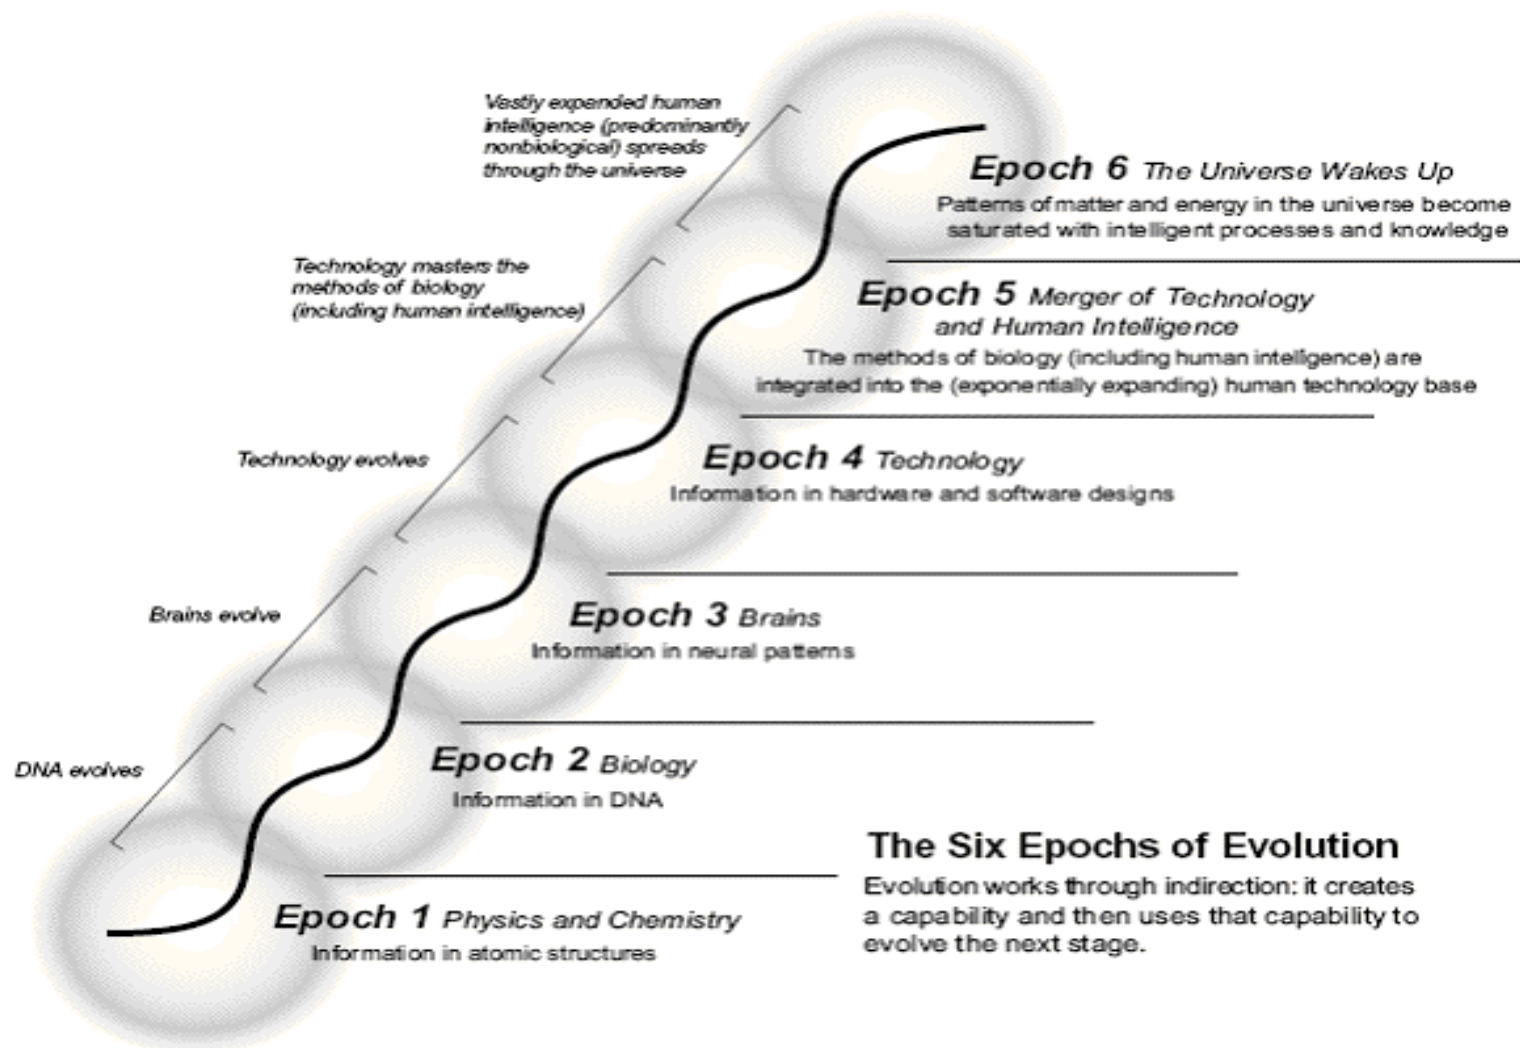 Vastly expanded human
intelligence (predominantly
nonbiological) spreads
through the universe
Epoch 6 The Universe Wakes Up
Patterns of matter and energy in the universe become
saturated with intelligent processes and knowledge
Technology masters the
methods of biology
(including human intelligence)
Epoch 5 Merger of Technology
and Human Intelligence
The methods of biology (including human intelligence) are
integrated into the (exponentially expanding) human technology base
Technology evolves
Epoch 4 Technology
Information in hardware and software designs
Brains evolve
Epoch 3 Brains
Information in neural patterns
DNA evolves
Epoch 2 Biology
Information in DNA
Epoch 1 Physics and Chemistry
Information in atomic structures
The Six Epochs of Evolution
Evolution works through indirection: it creates
a capability and then uses that capability to
evolve the next stage.